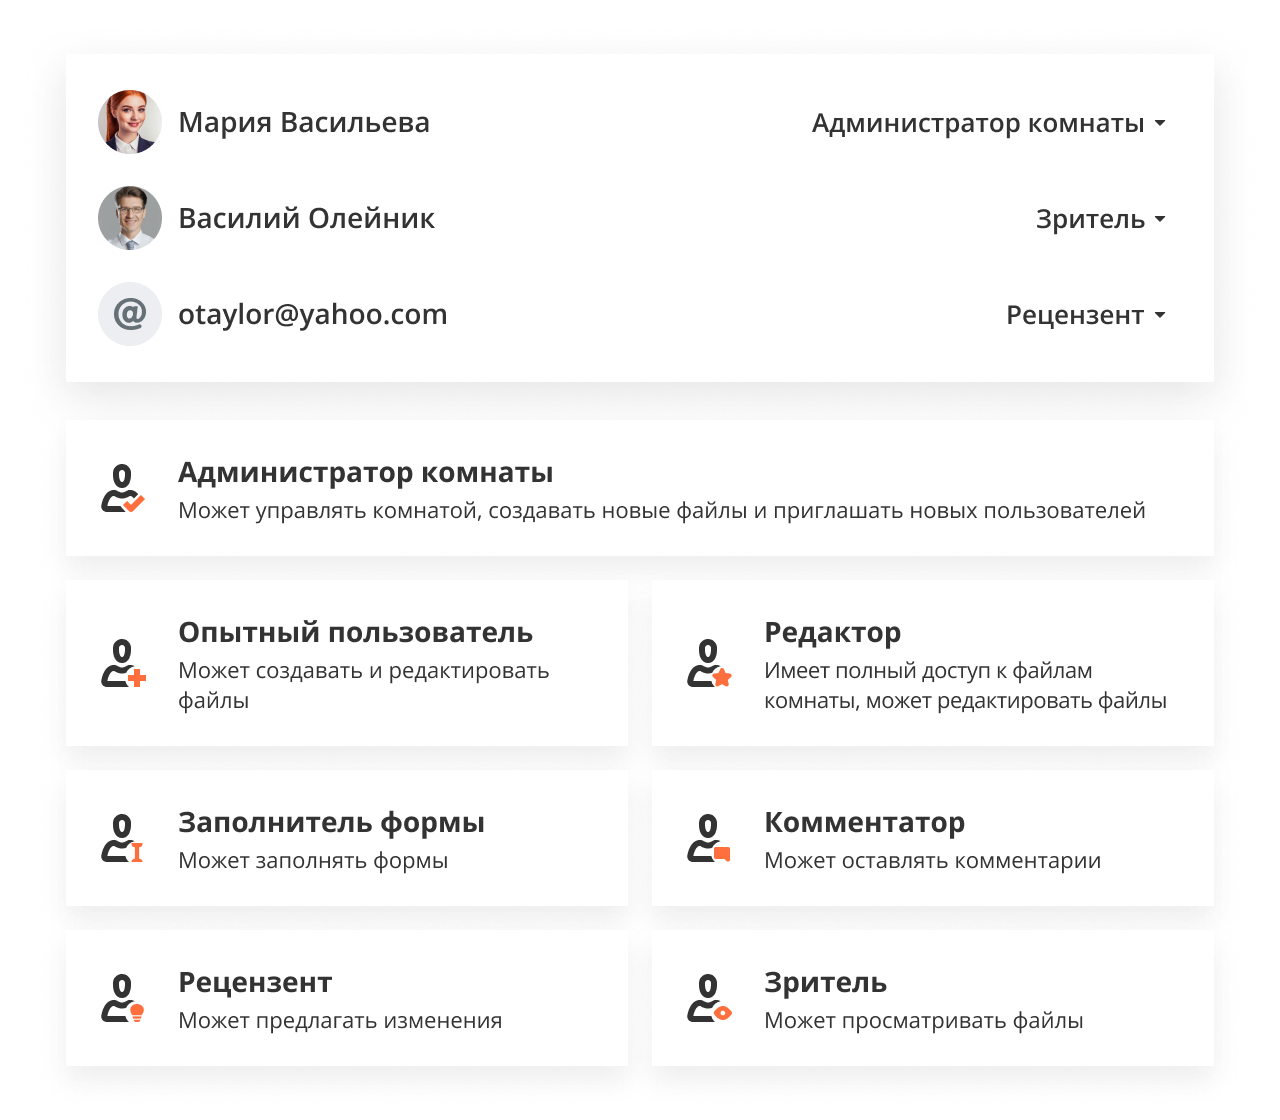 Мария Васильева
Администратор комнаты
Василий Олейник
Зритель
@
otaylor@yahoo.com
Рецензент
Администратор комнаты
Может управлять комнатой, создавать новые файлы и приглашать новых пользователей
Опытный пользователь
Может создавать и редактировать
файлы
Редактор
Имеет полный доступ к файлам
комнаты, может редактировать файлы
Заполнитель формы
Может заполнять формы
Комментатор
Может оставлять комментарии
Рецензент
Может предлагать изменения
Зритель
Может просматривать файлы